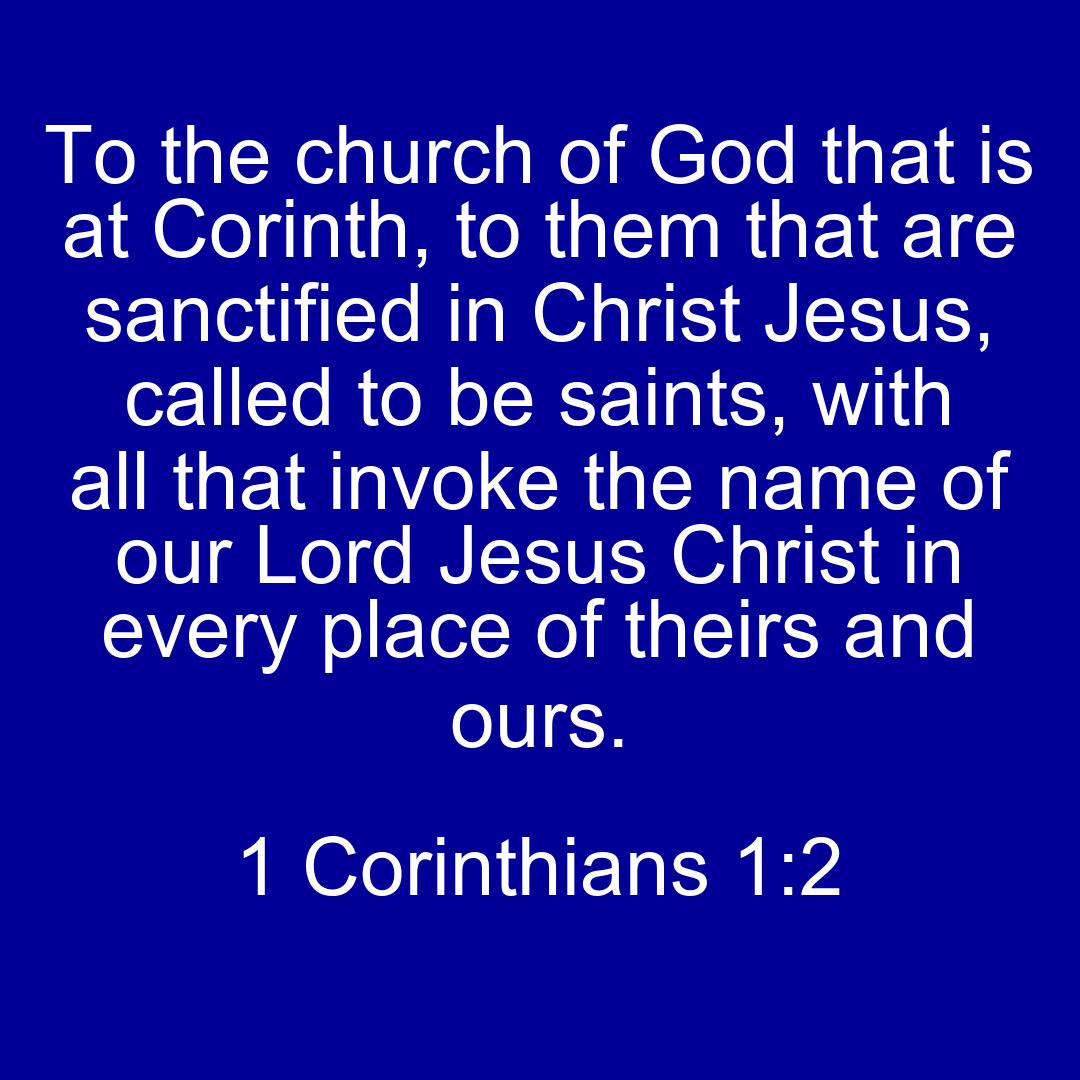 To the church of God that is
at Corinth, to them that are
sanctified in Christ Jesus,
called to be saints, with
all that invoke the name of
our Lord Jesus Christ in
every place of theirs and
ours.
1 Corinthians 1:2